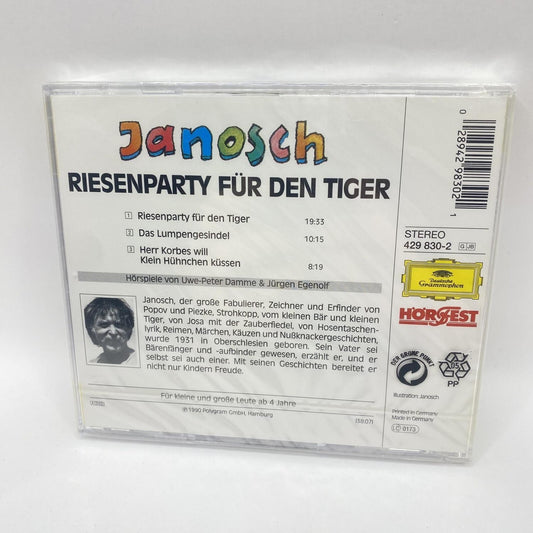 Janosch
RIESENPARTY FÜR DEN TIGER
1 Riesenparty für den Tiger 19:33
2 Das Lumpengesindel 10:15
3 Herr Korbes will
Klein Hühnchen küssen 8:19
Hörspiele von Uwe-Peter Damme & Jürgen Egenolf
Janosch, der große Fabulierer, Zeichner und Erfinder von
Popov und Piezke, Strohkopp, vom kleinen Bär und kleinen
Tiger, von Josa mit der Zauberfiedel, von Hosentaschen-
lyrik, Reimen, Märchen, Käuzen und Nußknackergeschichten,
wurde 1931 in Oberschlesien geboren. Sein Vater sei
Bärenfänger und -aufbinder gewesen, erzählt er, und er
selbst sei auch einer. Mit seinen Geschichten bereitet er
nicht nur Kindern Freude.
Für kleine und große Leute ab 4 Jahre
℗ 1990 Polygram GmbH, Hamburg
(38:07)
0 28942 98302 1
STEREO
429 830-2 G JB
Deutsche
Grammophon
HÖRFEST
DER GRÜNE PUNKT
05
PP
Illustration: Janosch
Printed in Germany
Made in Germany
LC 0173